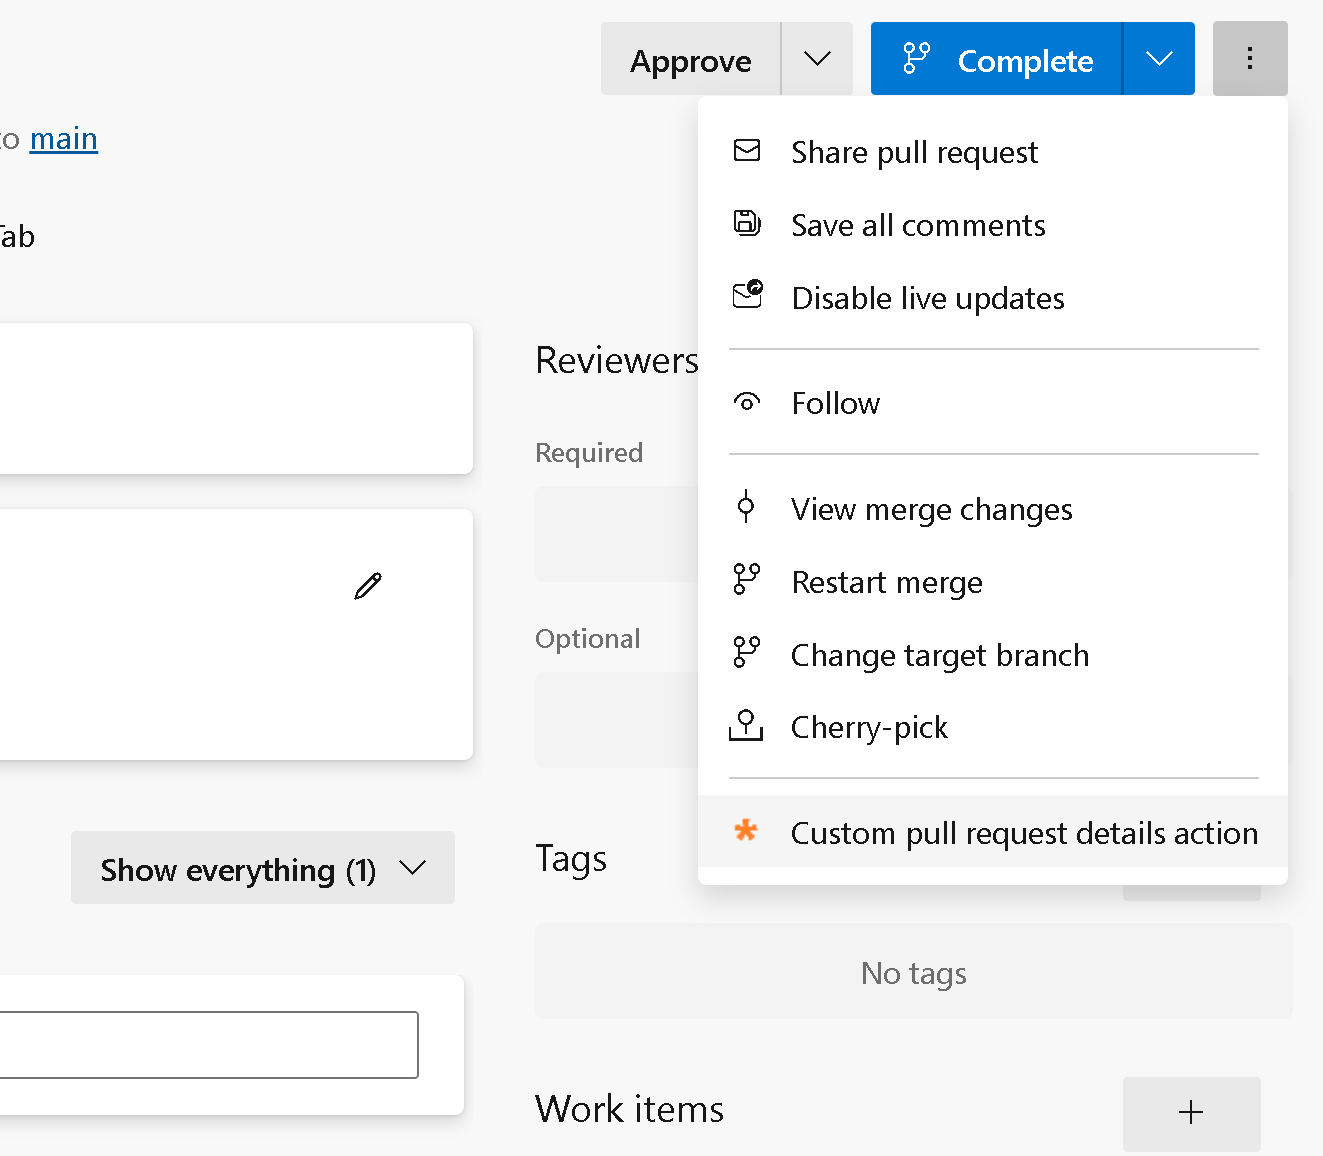 Approve
Complete
to main
Tab
Share pull request
Save all comments
Disable live updates
Follow
View merge changes
Restart merge
Change target branch
Cherry-pick
Custom pull request details action
Reviewers
Required
Optional
Show everything (1)
Tags
No tags
Work items